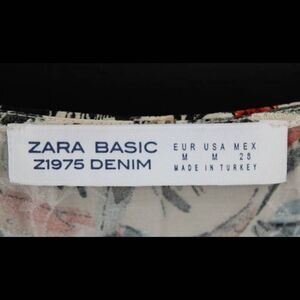 ZARA BASIC
Z1975 DENIM
EUR USA MEX
M M 28
MADE IN TURKEY